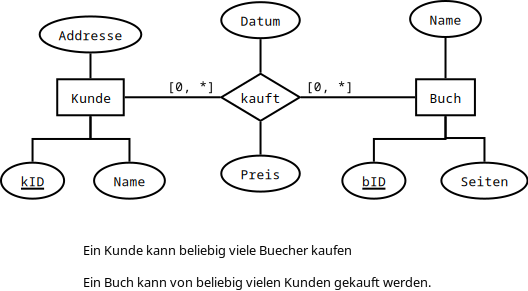 Datum
Name
Addresse
[0, *]
[0, *]
Kunde
kauft
Buch
kID
Name
Preis
bID
Seiten
Ein Kunde kann beliebig viele Buecher kaufen
Ein Buch kann von beliebig vielen Kunden gekauft werden.